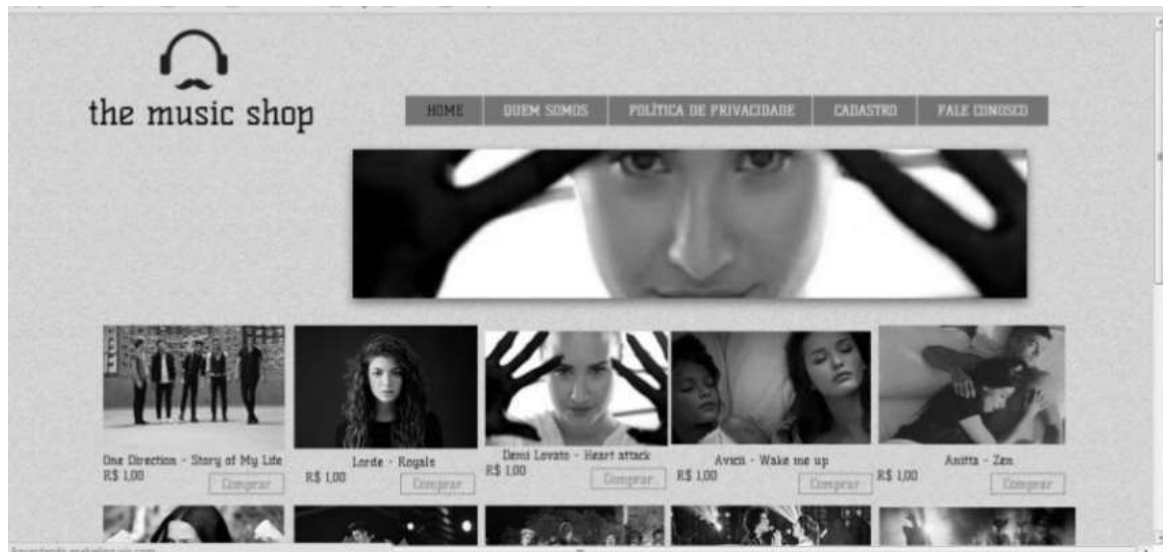 the music shop
HOME QUEM SOMOS POLÍTICA DE PRIVACIDADE CADASTRO FALE CONOSCO
One Direction - Story of My Life
R$ 1,00
Comprar
Lorde - Royals
R$ 1,00
Comprar
Demi Lovato - Heart attack
R$ 1,00
Comprar
Avicii - Wake me up
R$ 1,00
Comprar
Anitta - Zen
R$ 1,00
Comprar